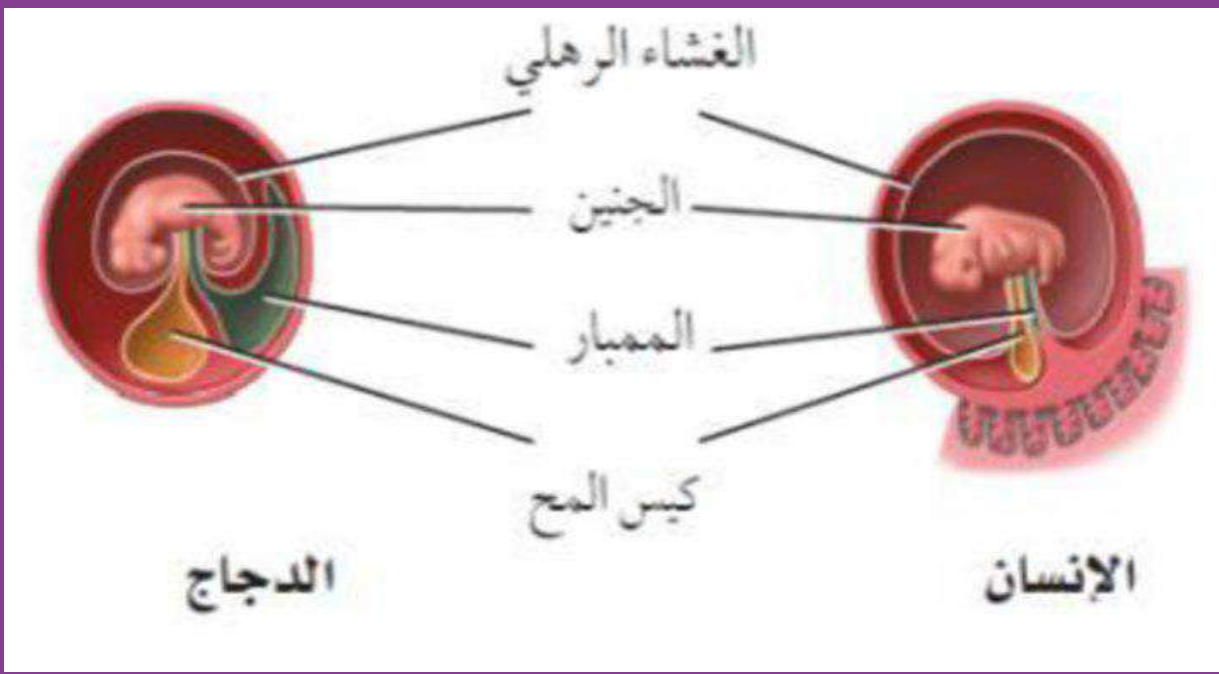 الغشاء الرهلي
الجنين
الممبار
كيس المح
الإنسان
الدجاج